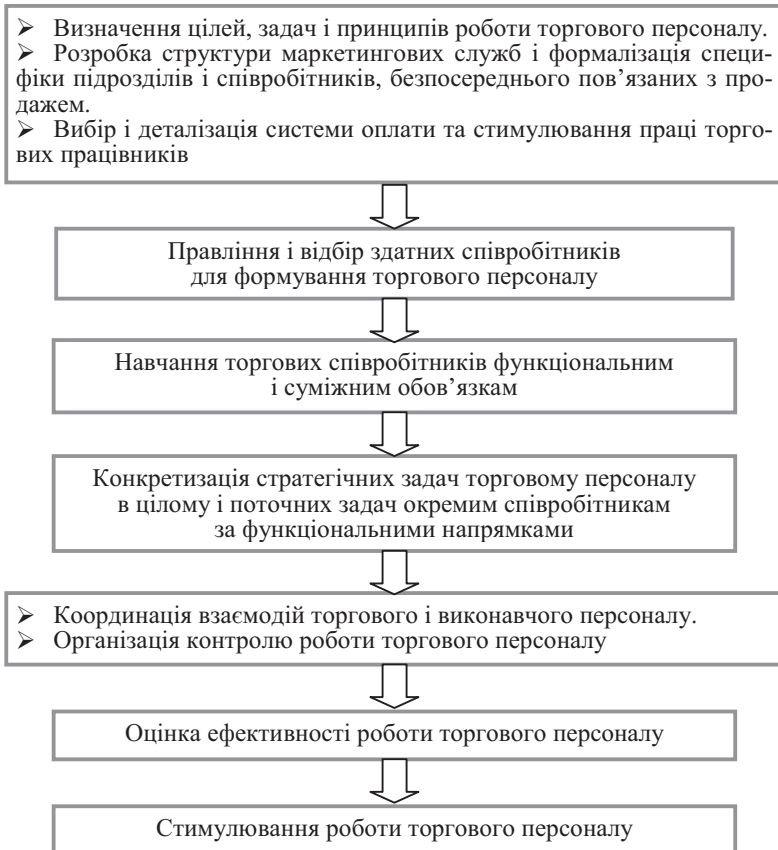 ➢ Визначення цілей, задач і принципів роботи торгового персоналу.
➢ Розробка структури маркетингових служб і формалізація специ-
фіки підрозділів і співробітників, безпосереднього пов’язаних з про-
дажем.
➢ Вибір і деталізація системи оплати та стимулювання праці торго-
вих працівників
Правління і відбір здатних співробітників
для формування торгового персоналу
Навчання торгових співробітників функціональним
і суміжним обов’язкам
Конкретизація стратегічних задач торговому персоналу
в цілому і поточних задач окремим співробітникам
за функціональними напрямками
➢ Координація взаємодій торгового і виконавчого персоналу.
➢ Організація контролю роботи торгового персоналу
Оцінка ефективності роботи торгового персоналу
Стимулювання роботи торгового персоналу